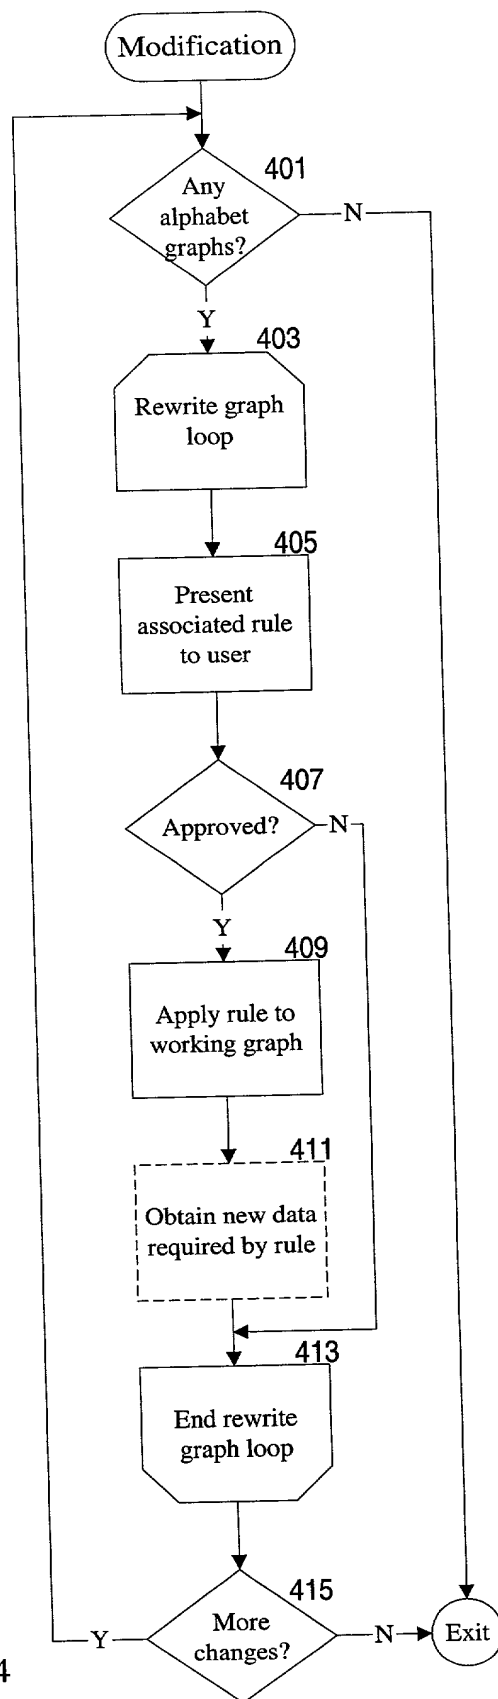 Modification
401
Any
alphabet
graphs?
N
Y
403
Rewrite graph
loop
405
Present
associated rule
to user
407
Approved?
N
Y
409
Apply rule to
working graph
411
Obtain new data
required by rule
413
End rewrite
graph loop
415
More
changes?
Y
N
Exit
4